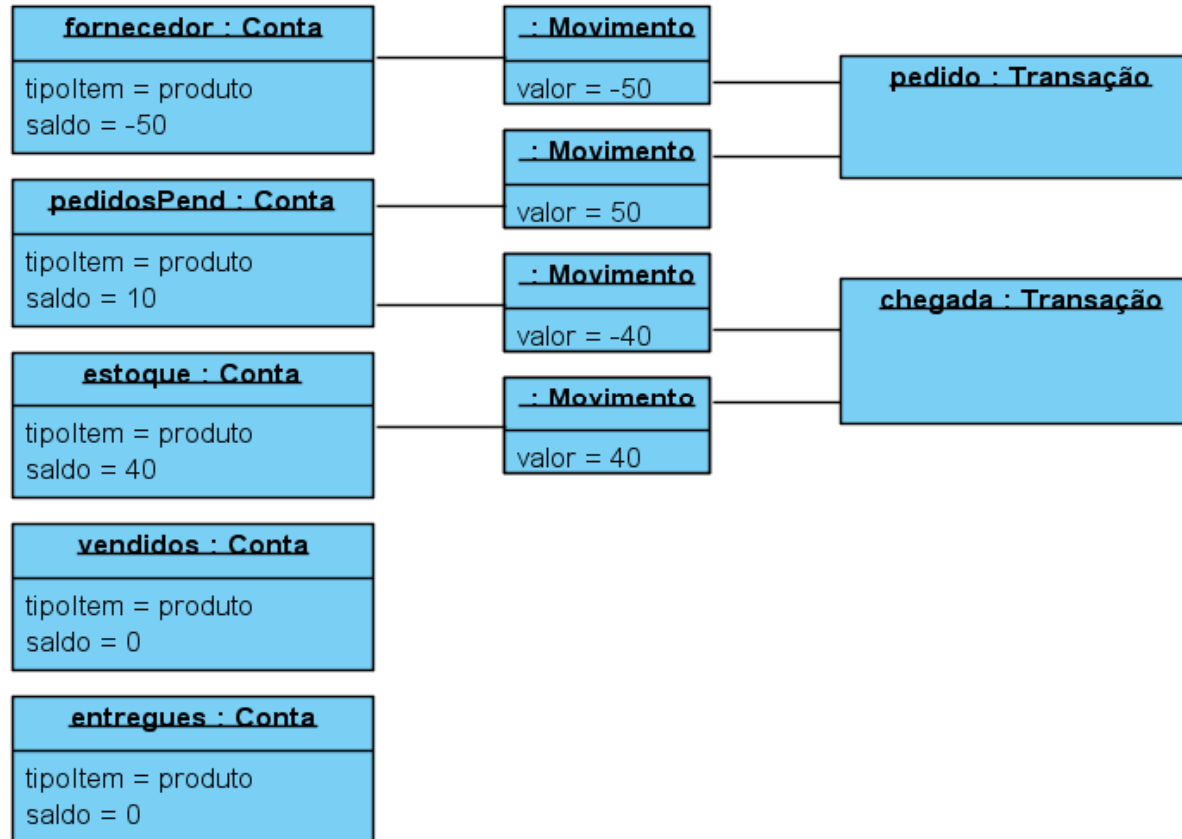 fornecedor : Conta
tipoItem = produto
saldo = -50
pedidosPend : Conta
tipoItem = produto
saldo = 10
estoque : Conta
tipoItem = produto
saldo = 40
vendidos : Conta
tipoItem = produto
saldo = 0
entregues : Conta
tipoItem = produto
saldo = 0
: Movimento
valor = -50
: Movimento
valor = 50
: Movimento
valor = -40
: Movimento
valor = 40
pedido : Transação
chegada : Transação